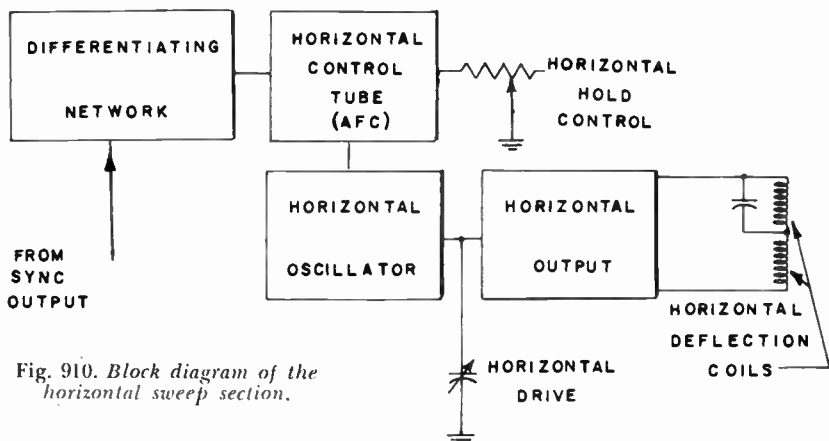 DIFFERENTIATING
NETWORK
HORIZONTAL
CONTROL
TUBE
(AFC)
HORIZONTAL
HOLD
CONTROL
FROM
SYNC
OUTPUT
HORIZONTAL
OSCILLATOR
HORIZONTAL
OUTPUT
HORIZONTAL
DEFLECTION
COILS
HORIZONTAL
DRIVE
Fig. 910. Block diagram of the
horizontal sweep section.